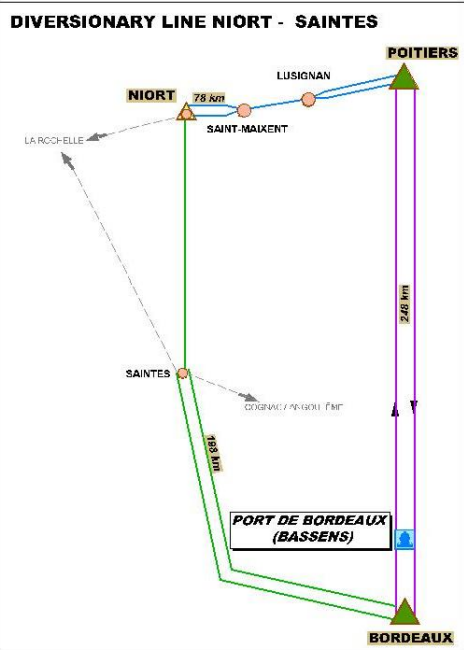 DIVERSIONARY LINE NIORT - SAINTES
POITIERS
LUSIGNAN
NIORT
78 km
SAINT-MAIXENT
LA ROCHELLE
248 km
SAINTES
COGNAC / ANGOULÊME
198 km
PORT DE BORDEAUX
(BASSENS)
BORDEAUX